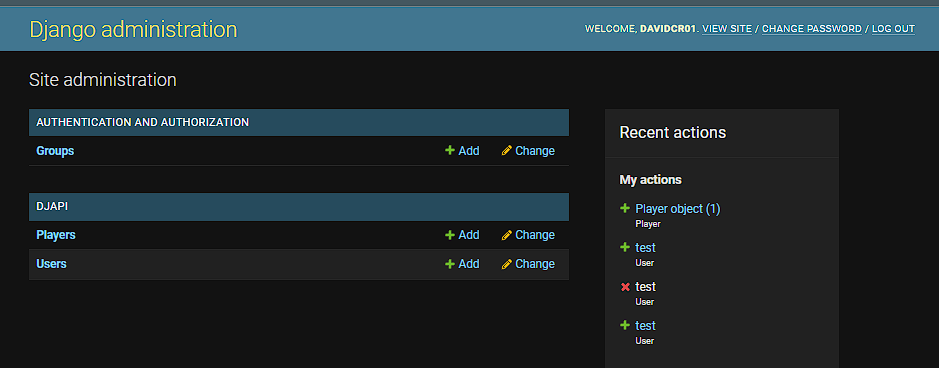 Django administration
WELCOME, DAVIDCR01. VIEW SITE / CHANGE PASSWORD / LOG OUT
Site administration
AUTHENTICATION AND AUTHORIZATION
Groups Add Change
DJAPI
Players Add Change
Users Add Change
Recent actions
My actions
Player object (1)
Player
test
User
test
User
test
User